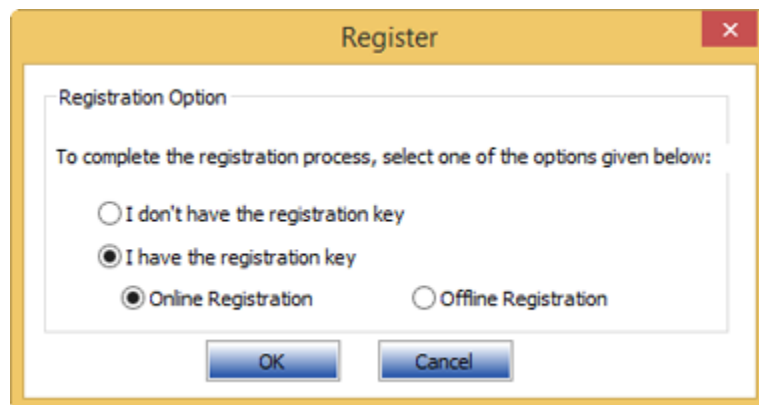 Register
Registration Option
To complete the registration process, select one of the options given below:
I don't have the registration key
I have the registration key
Online Registration Offline Registration
OK Cancel